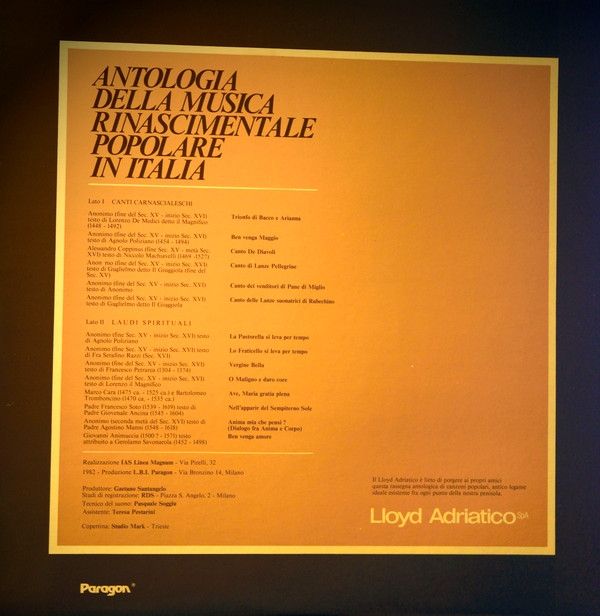 ANTOLOGIA
DELLA MUSICA
RINASCIMENTALE
POPOLARE
IN ITALIA
Lato I CANTI CARNASCIALESCHI
Anonimo (fine del Sec. XV - inizio Sec. XVI)
testo di Lorenzo De Medici detto il Magnifico
(1448 - 1492)
Trionfo di Bacco e Arianna
Anonimo (fine del Sec. XV - inizio Sec. XVI)
testo di Agnolo Poliziano (1454 - 1494)
Ben venga Maggio
Alessandro Coppinus (fine Sec. XV - metà Sec.
XVI) testo di Niccolò Machiavelli (1469 -1527)
Canto De Diavoli
Anon mo (fine del Sec. XV - inizio Sec. XVI)
testo di Guglielmo detto Il Giuggiola (fine del
Sec. XV)
Canto di Lanze Pellegrine
Anonimo (fine del Sec. XV - inizio Sec. XVI)
testo di Anonimo
Canto dei venditori di Pane di Miglio
Anonimo (fine del Sec. XV - inizio Sec. XVI)
testo di Guglielmo detto Il Giuggiola
Canto delle Lanze suonatrici di Rubechino
Lato II LAUDI SPIRITUALI
Anonimo (fine Sec. XV - inizio Sec. XVI) testo
di Agnolo Poliziano
La Pastorella si leva per tempo
Anonimo (fine Sec. XV - inizio Sec. XVI) testo
di Fra Serafino Razzi (Sec. XVI)
Lo Fraticello si leva per tempo
Anonimo (fine del Sec. XV - inizio Sec. XVI)
testo di Francesco Petrarca (1304 - 1374)
Vergine Bella
Anonimo (fine del Sec. XV - inizio Sec. XVI)
testo di Lorenzo il Magnifico
O Maligno e duro core
Marco Cara (1475 ca. - 1525 ca.) e Bartolomeo
Tromboncino (1470 ca. - 1535 ca.)
Ave, Maria gratia plena
Padre Francesco Soto (1539 - 1619) testo di
Padre Giovenale Ancina (1545 - 1604)
Nell'apparir del Sempiterno Sole
Anonimo (seconda metà del Sec. XVI) testo di
Padre Agostino Manni (1548 - 1618)
Anima mia che pensi ?
(Dialogo fra Anima e Corpo)
Giovanni Animuccia (1500 ? - 1571) testo
attribuito a Gerolamo Savonarola (1452 - 1498)
Ben venga amore
Realizzazione IAS Linea Magnum - Via Pirelli, 32
1982 - Produzione L.B.I. Paragon - Via Bronzino 14, Milano
Produttore: Gaetano Santangelo
Studi di registrazione: RDS - Piazza S. Angelo, 2 - Milano
Tecnico del suono: Pasquale Soggiu
Assistente: Teresa Pestarini
Copertina: Studio Mark - Trieste
Il Lloyd Adriatico è lieto di porgere ai propri amici
questa rassegna antologica di canzoni popolari, antico legame
ideale esistente fra ogni punto della nostra penisola.
Lloyd Adriatico SpA
Paragon®